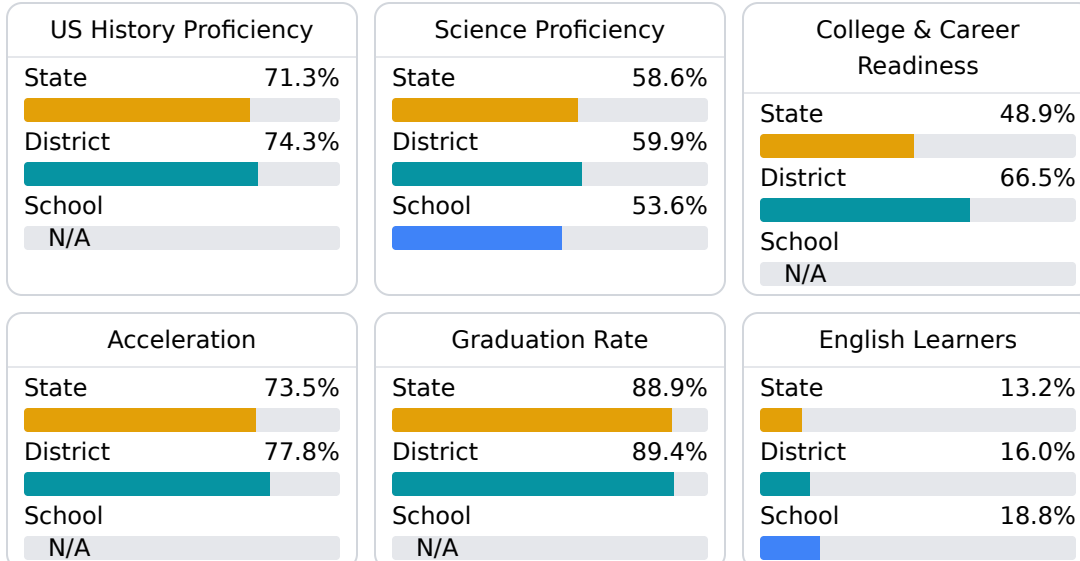 US History Proficiency
State 71.3%
District 74.3%
School
N/A
Science Proficiency
State 58.6%
District 59.9%
School 53.6%
College & Career
Readiness
State 48.9%
District 66.5%
School
N/A
Acceleration
State 73.5%
District 77.8%
School
N/A
Graduation Rate
State 88.9%
District 89.4%
School
N/A
English Learners
State 13.2%
District 16.0%
School 18.8%